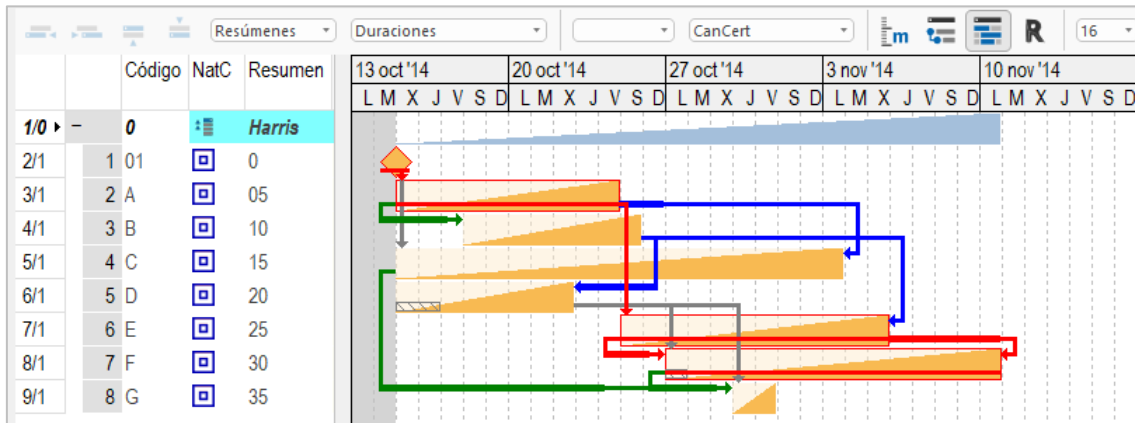 Resúmenes Duraciones CanCert m R 16
Código NatC Resumen 13 oct '14 20 oct '14 27 oct '14 3 nov '14 10 nov '14
L M X J V S D L M X J V S D L M X J V S D L M X J V S D L M X J V S D
1/0 − 0 Harris
2/1 1 01 0
3/1 2 A 05
4/1 3 B 10
5/1 4 C 15
6/1 5 D 20
7/1 6 E 25
8/1 7 F 30
9/1 8 G 35